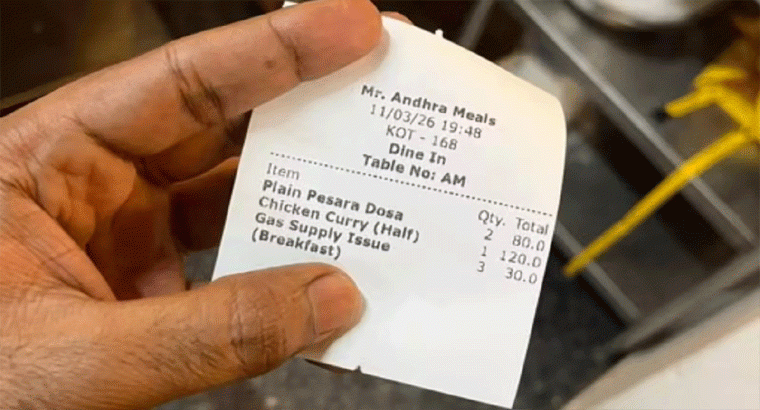 Mr. Andhra Meals
11/03/26 19:48
KOT - 168
Dine In
Table No: AM
Item Qty. Total
Plain Pesara Dosa 2 80.0
Chicken Curry (Half) 1 120.0
Gas Supply Issue 3 30.0
(Breakfast)